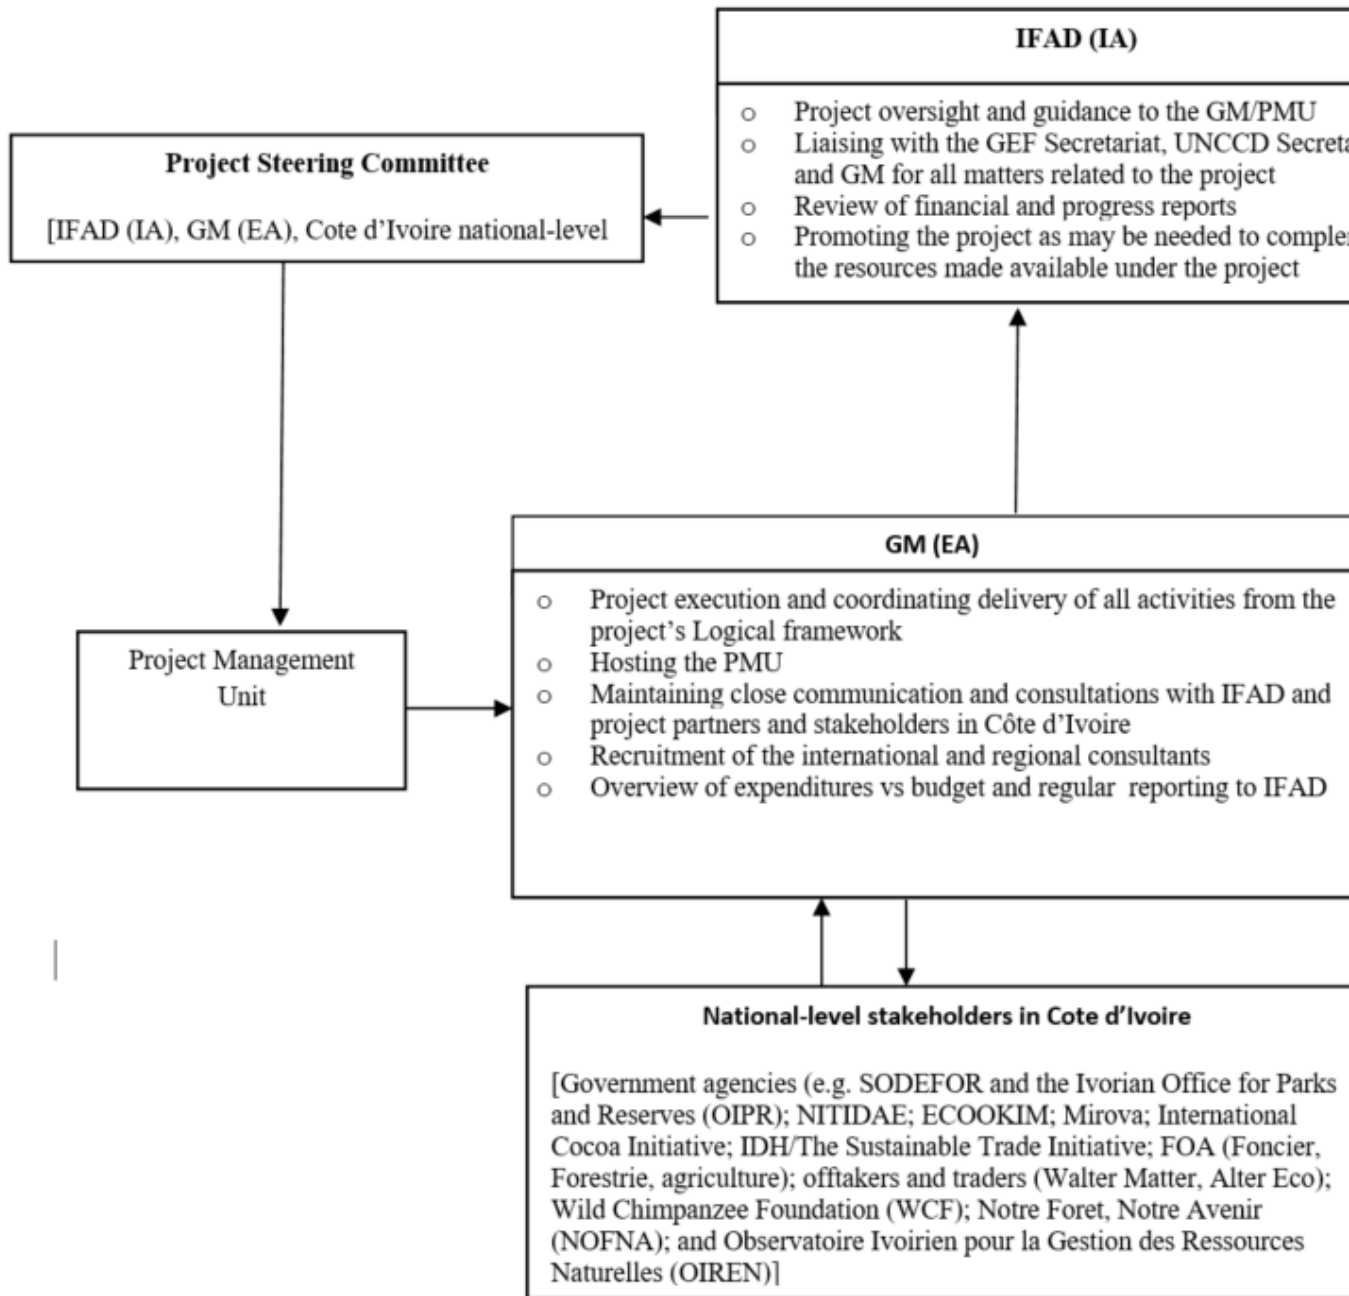 IFAD (IA)
o Project oversight and guidance to the GM/PMU
o Liaising with the GEF Secretariat, UNCCD
and GM for all matters related to the project
o Review of financial and progress reports
o Promoting the project as may be needed to
the resources made available under the project
Project Steering Committee
[IFAD (IA), GM (EA), Cote d’Ivoire national-level
GM (EA)
o Project execution and coordinating delivery of all activities from the
project’s Logical framework
o Hosting the PMU
o Maintaining close communication and consultations with IFAD and
project partners and stakeholders in Côte d’Ivoire
o Recruitment of the international and regional consultants
o Overview of expenditures vs budget and regular reporting to IFAD
Project Management
Unit
National-level stakeholders in Cote d’Ivoire
[Government agencies (e.g. SODEFOR and the Ivorian Office for Parks
and Reserves (OIPR); NITIDAE; ECOOKIM; Mirova; International
Cocoa Initiative; IDH/The Sustainable Trade Initiative; FOA (Foncier,
Forestrie, agriculture); offtakers and traders (Walter Matter, Alter Eco);
Wild Chimpanzee Foundation (WCF); Notre Foret, Notre Avenir
(NOFNA); and Observatoire Ivoirien pour la Gestion des Ressources
Naturelles (OIREN)]